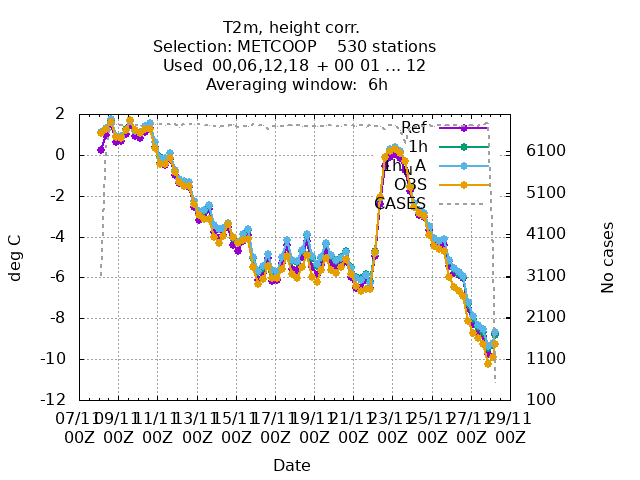 T2m, height corr.
Selection: METCOOP    530 stations
Used  00,06,12,18  + 00 01 ... 12
Averaging window:  6h
deg C
2
0
-2
-4
-6
-8
-10
-12
Ref
1h
1h_A
OBS
CASES
6100
5100
4100
3100
2100
1100
100
No cases
07/11 09/11 11/11 13/11 15/11 17/11 19/11 21/11 23/11 25/11 27/11 29/11
00Z 00Z 00Z 00Z 00Z 00Z 00Z 00Z 00Z 00Z 00Z 00Z
Date